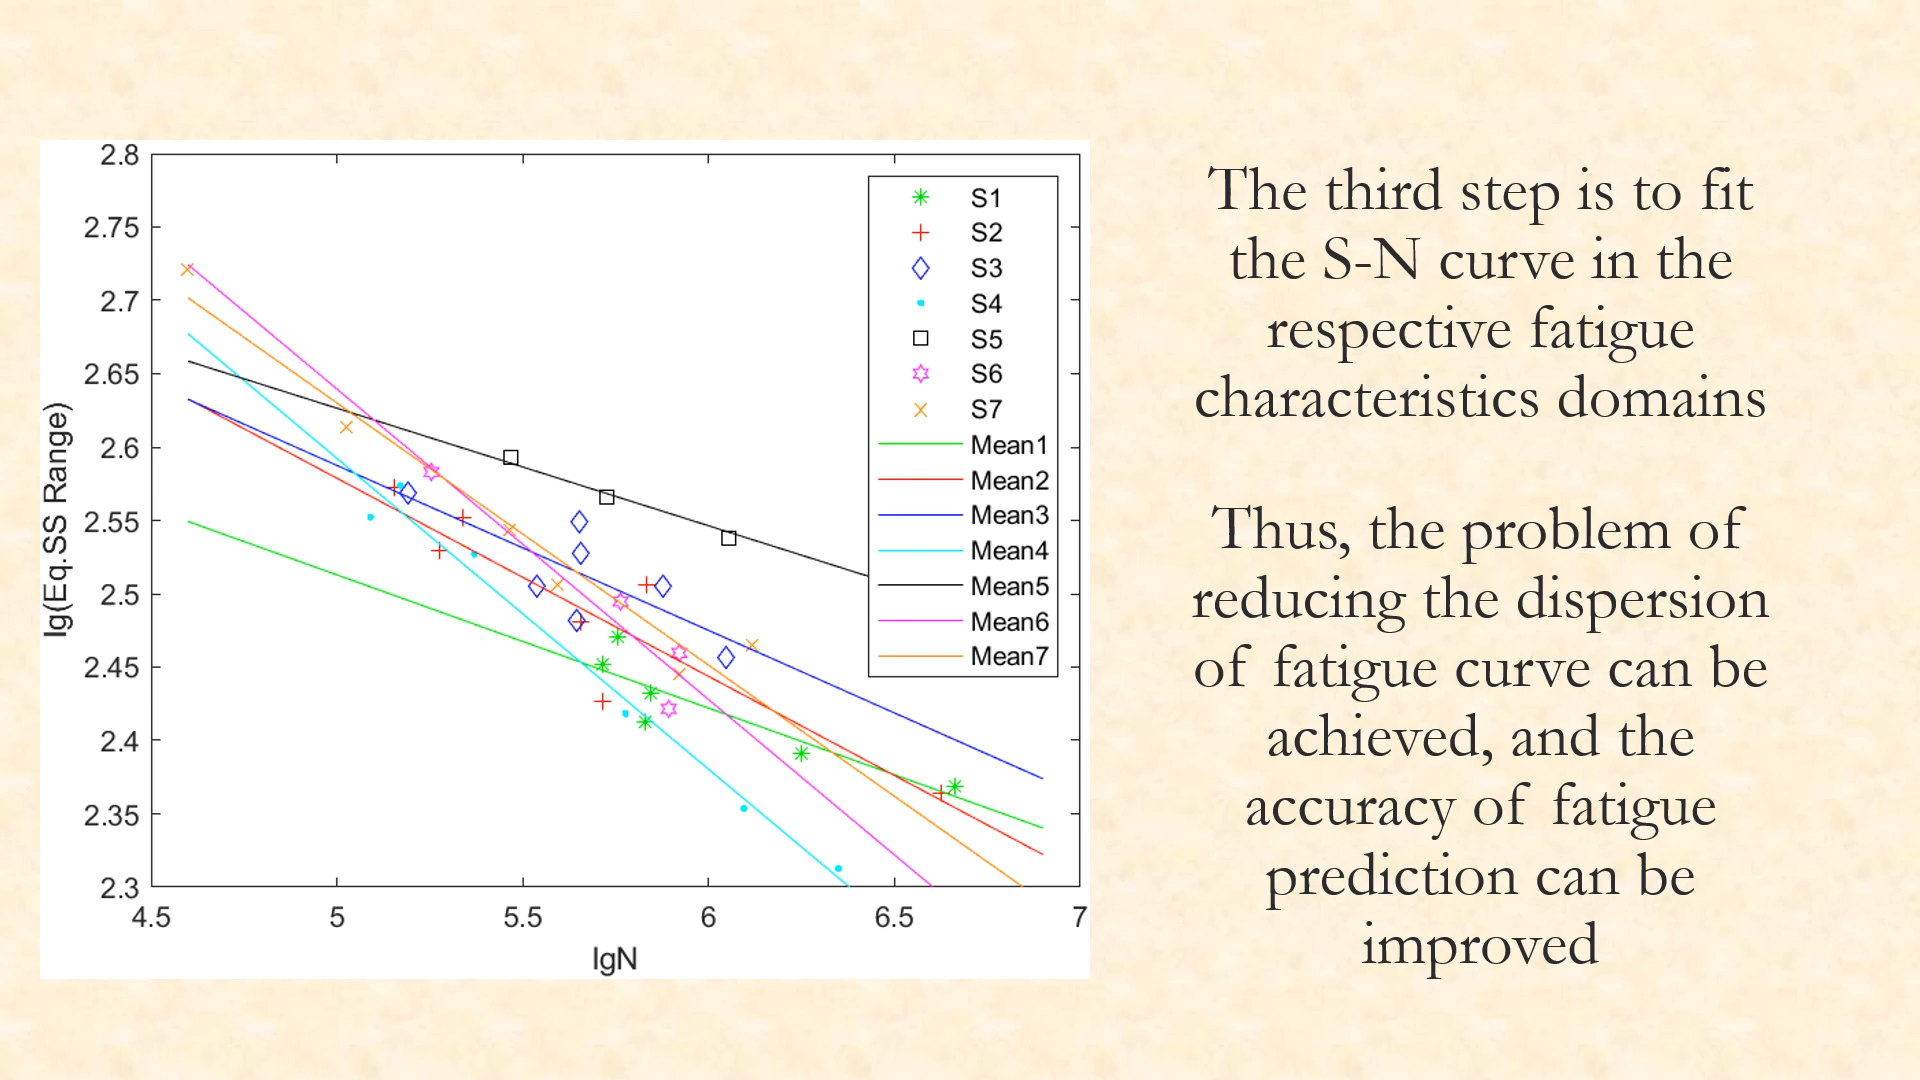 2.8
2.75
2.7
2.65
2.6
2.55
2.5
2.45
2.4
2.35
2.3
4.5
5
5.5
6
6.5
7
lg(Eq.SS Range)
lgN
S1
S2
S3
S4
S5
S6
S7
Mean1
Mean2
Mean3
Mean4
Mean5
Mean6
Mean7
The third step is to fit
the S-N curve in the
respective fatigue
characteristics domains
Thus, the problem of
reducing the dispersion
of fatigue curve can be
achieved, and the
accuracy of fatigue
prediction can be
improved